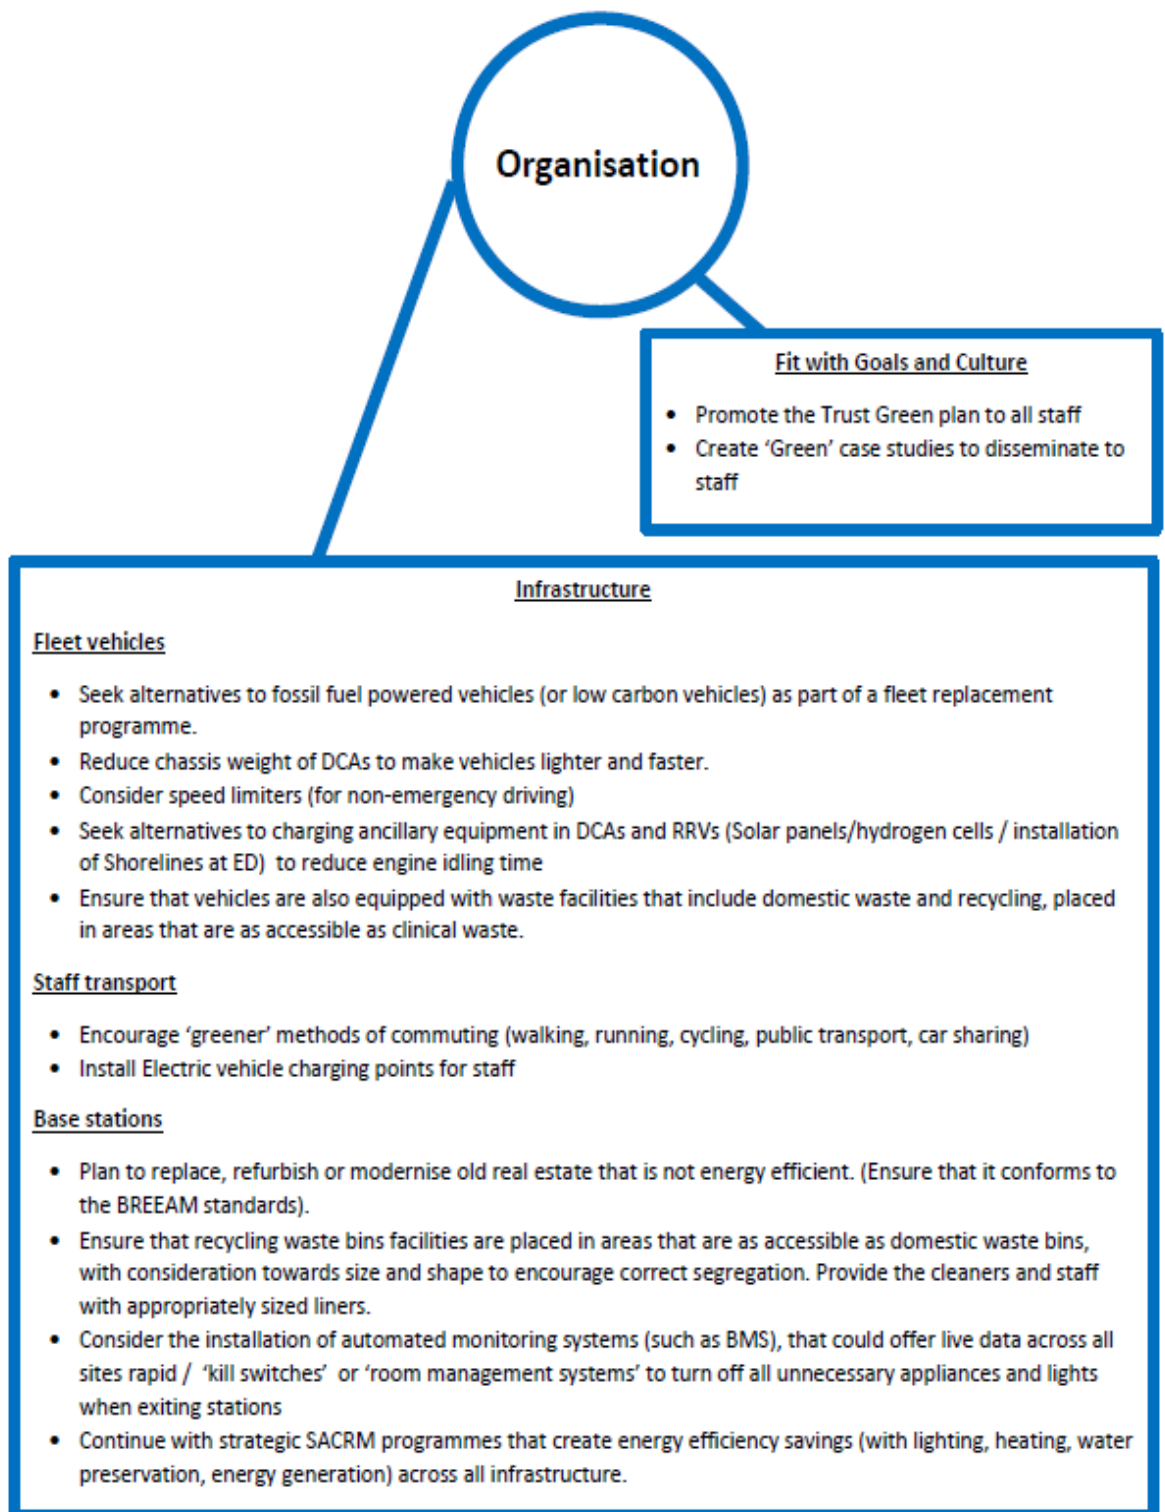 Organisation
Fit with Goals and Culture
• Promote the Trust Green plan to all staff
• Create ‘Green’ case studies to disseminate to
staff
Infrastructure
Fleet vehicles
• Seek alternatives to fossil fuel powered vehicles (or low carbon vehicles) as part of a fleet replacement
programme.
• Reduce chassis weight of DCAs to make vehicles lighter and faster.
• Consider speed limiters (for non-emergency driving)
• Seek alternatives to charging ancillary equipment in DCAs and RRVs (Solar panels/hydrogen cells / installation
of Shorelines at ED) to reduce engine idling time
• Ensure that vehicles are also equipped with waste facilities that include domestic waste and recycling, placed
in areas that are as accessible as clinical waste.
Staff transport
• Encourage ‘greener’ methods of commuting (walking, running, cycling, public transport, car sharing)
• Install Electric vehicle charging points for staff
Base stations
• Plan to replace, refurbish or modernise old real estate that is not energy efficient. (Ensure that it conforms to
the BREEAM standards).
• Ensure that recycling waste bins facilities are placed in areas that are as accessible as domestic waste bins,
with consideration towards size and shape to encourage correct segregation. Provide the cleaners and staff
with appropriately sized liners.
• Consider the installation of automated monitoring systems (such as BMS), that could offer live data across all
sites rapid / ‘kill switches’ or ‘room management systems’ to turn off all unnecessary appliances and lights
when exiting stations
• Continue with strategic SACRM programmes that create energy efficiency savings (with lighting, heating, water
preservation, energy generation) across all infrastructure.